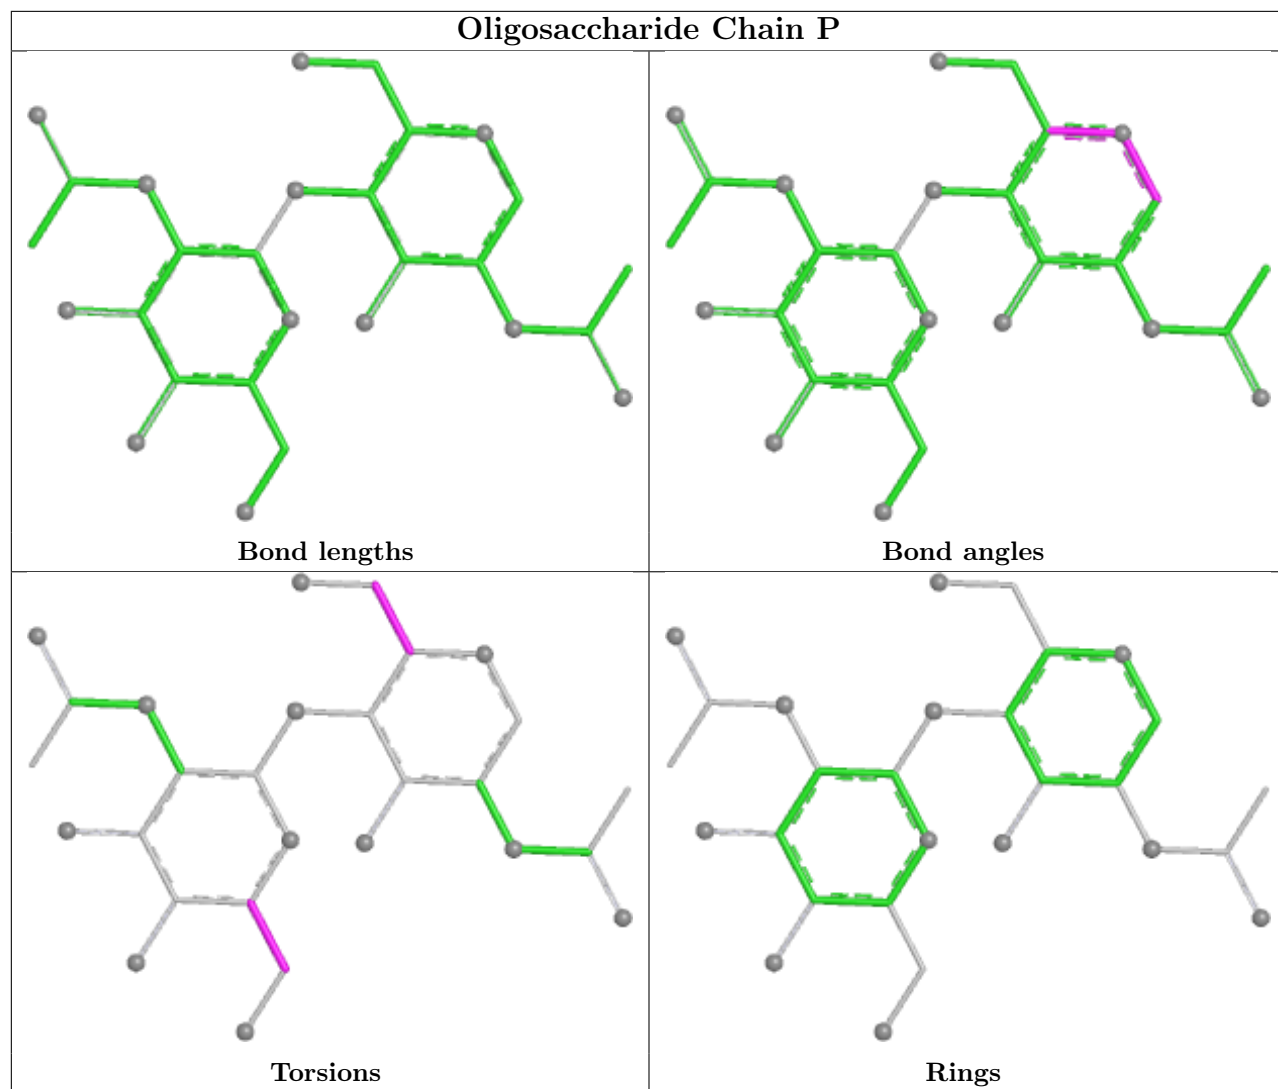 Oligosaccharide Chain P
Bond lengths
Bond angles
Torsions
Rings